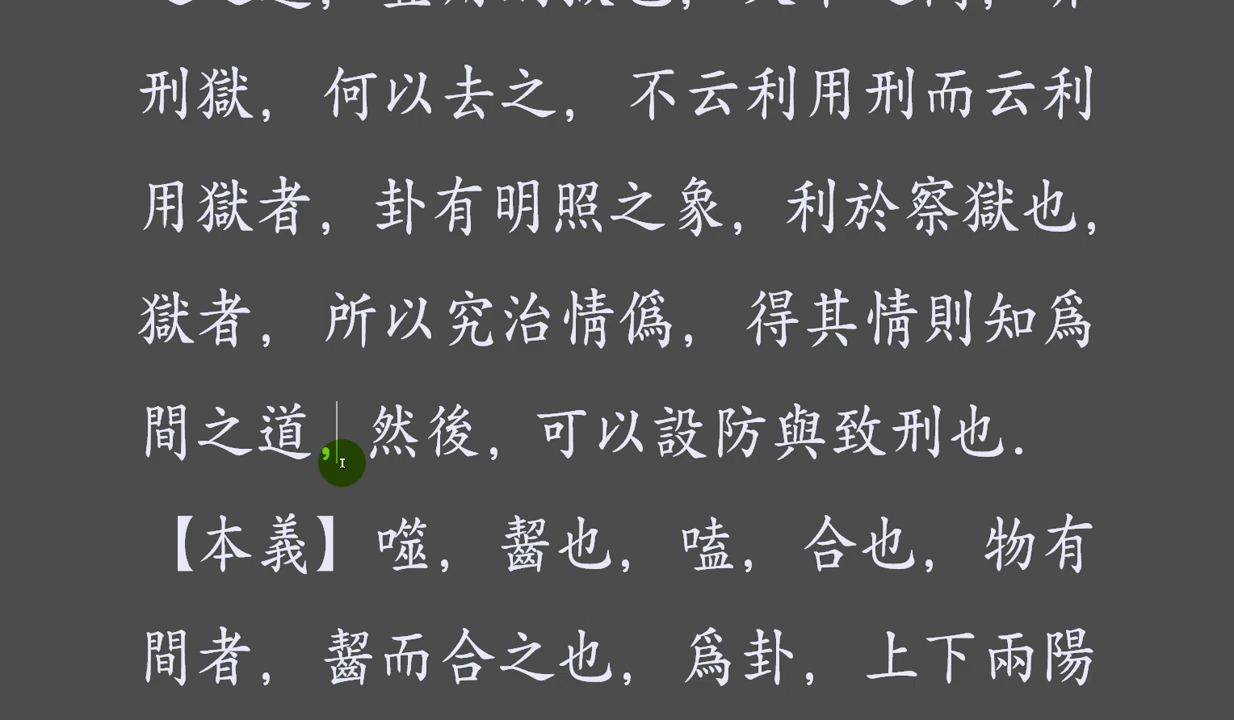 刑獄, 何以去之, 不云利用刑而云利
用獄者, 卦有明照之象, 利於察獄也,
獄者, 所以究治情僞, 得其情則知爲
間之道, 然後, 可以設防與致刑也.
【本義】噬, 齧也, 嗑, 合也, 物有
間者, 齧而合之也, 爲卦, 上下兩陽